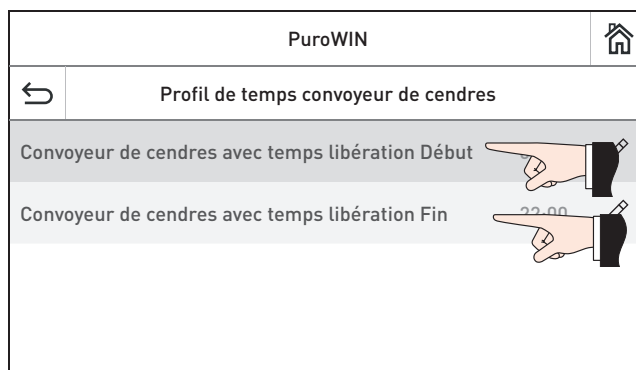 PuroWIN
Profil de temps convoyeur de cendres
Convoyeur de cendres avec temps libération Début
Convoyeur de cendres avec temps libération Fin 22:00